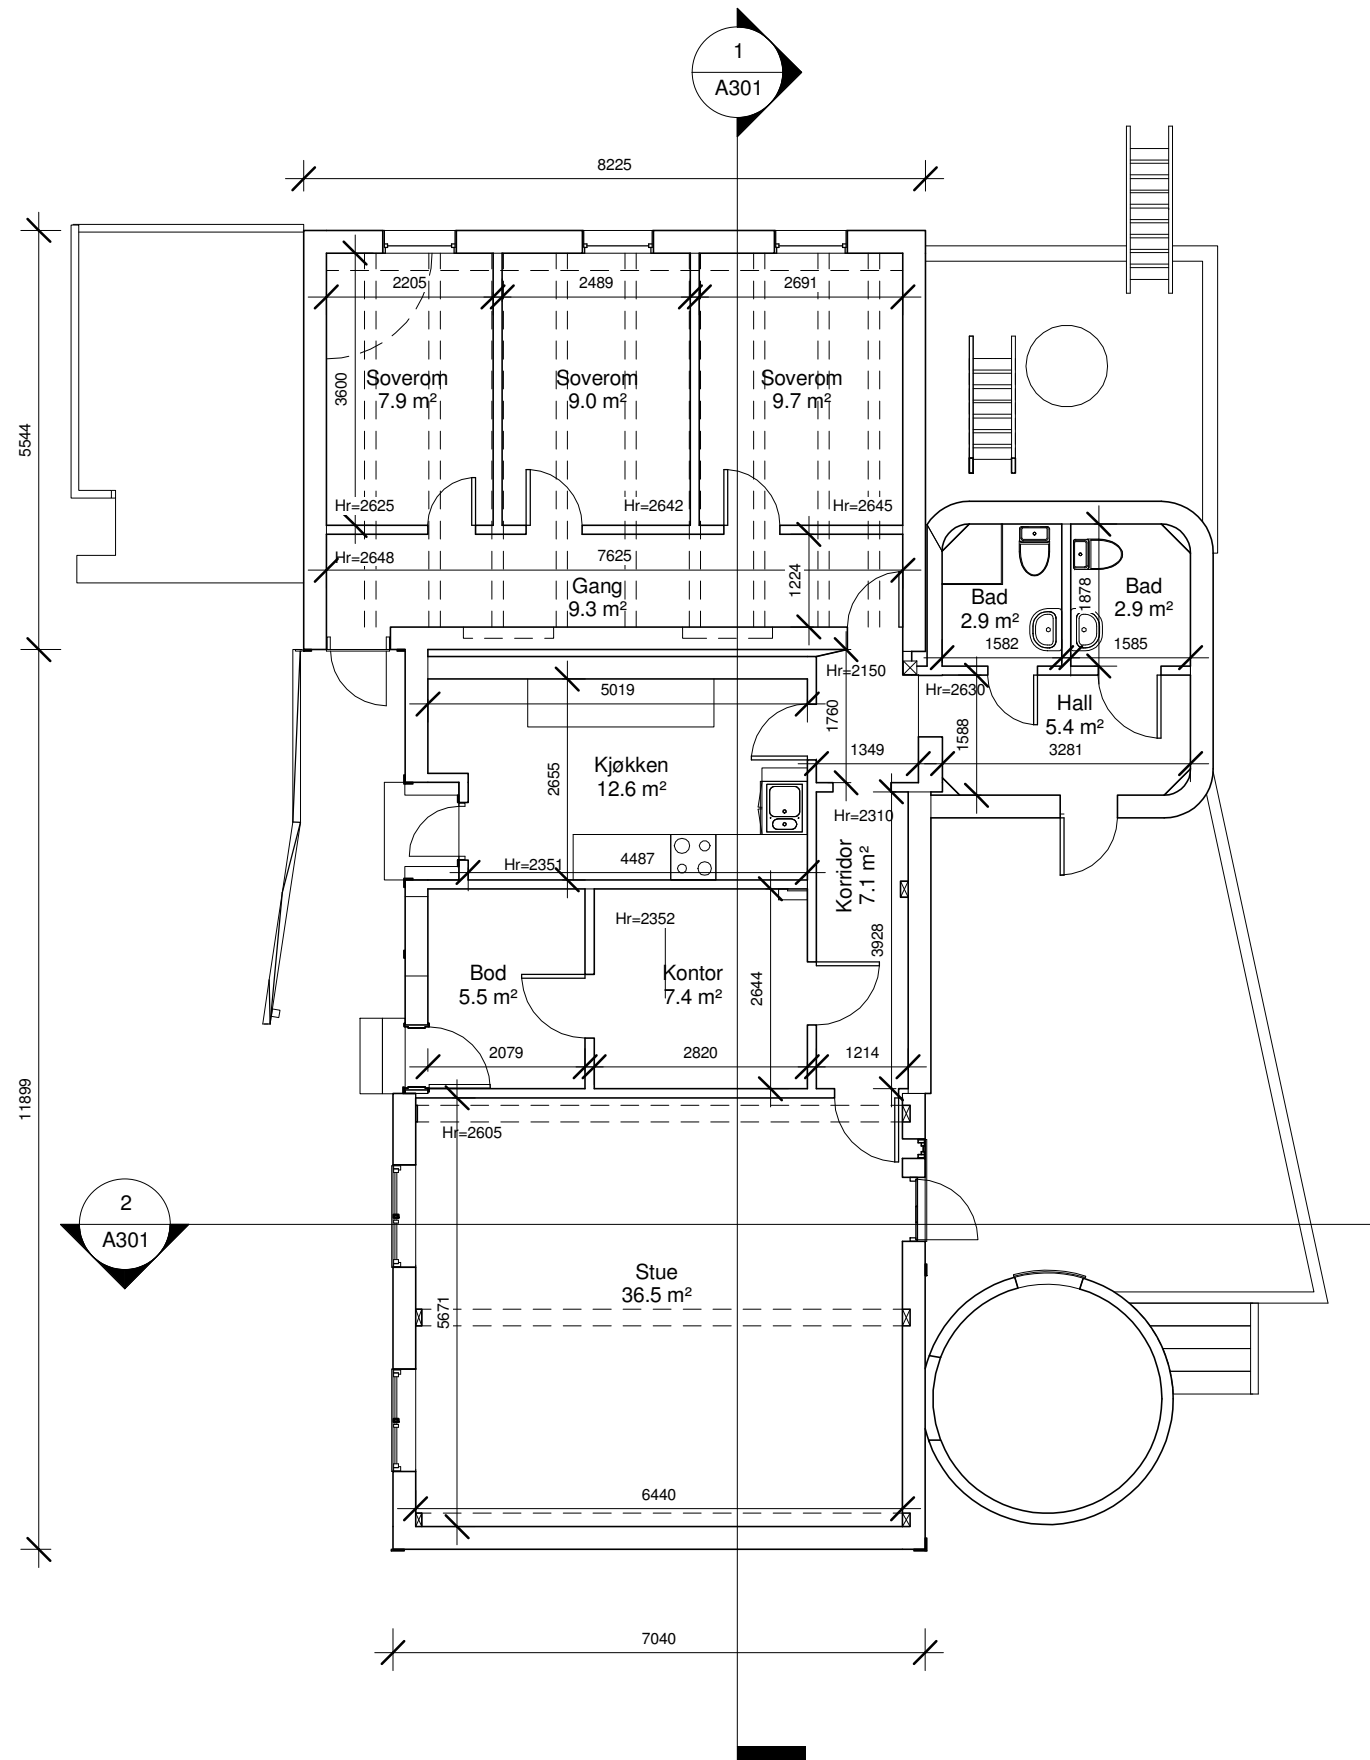 1
A301
8225
2205
2489
2691
3600
Soverom
7.9 m²
Soverom
9.0 m²
Soverom
9.7 m²
5544
Hr=2625
Hr=2642
Hr=2645
Hr=2648
7625
1224
Gang
9.3 m²
Bad
2.9 m²
1878
Bad
2.9 m²
1582
1585
Hr=2150
Hr=2630
5019
1760
Hall
5.4 m²
1588
1349
3281
Kjøkken
12.6 m²
2655
Hr=2310
Hr=2351
4487
Korridor
7.1 m²
Hr=2352
3928
Bod
5.5 m²
Kontor
7.4 m²
2644
2079
2820
1214
11899
Hr=2605
2
A301
Stue
36.5 m²
5671
6440
7040